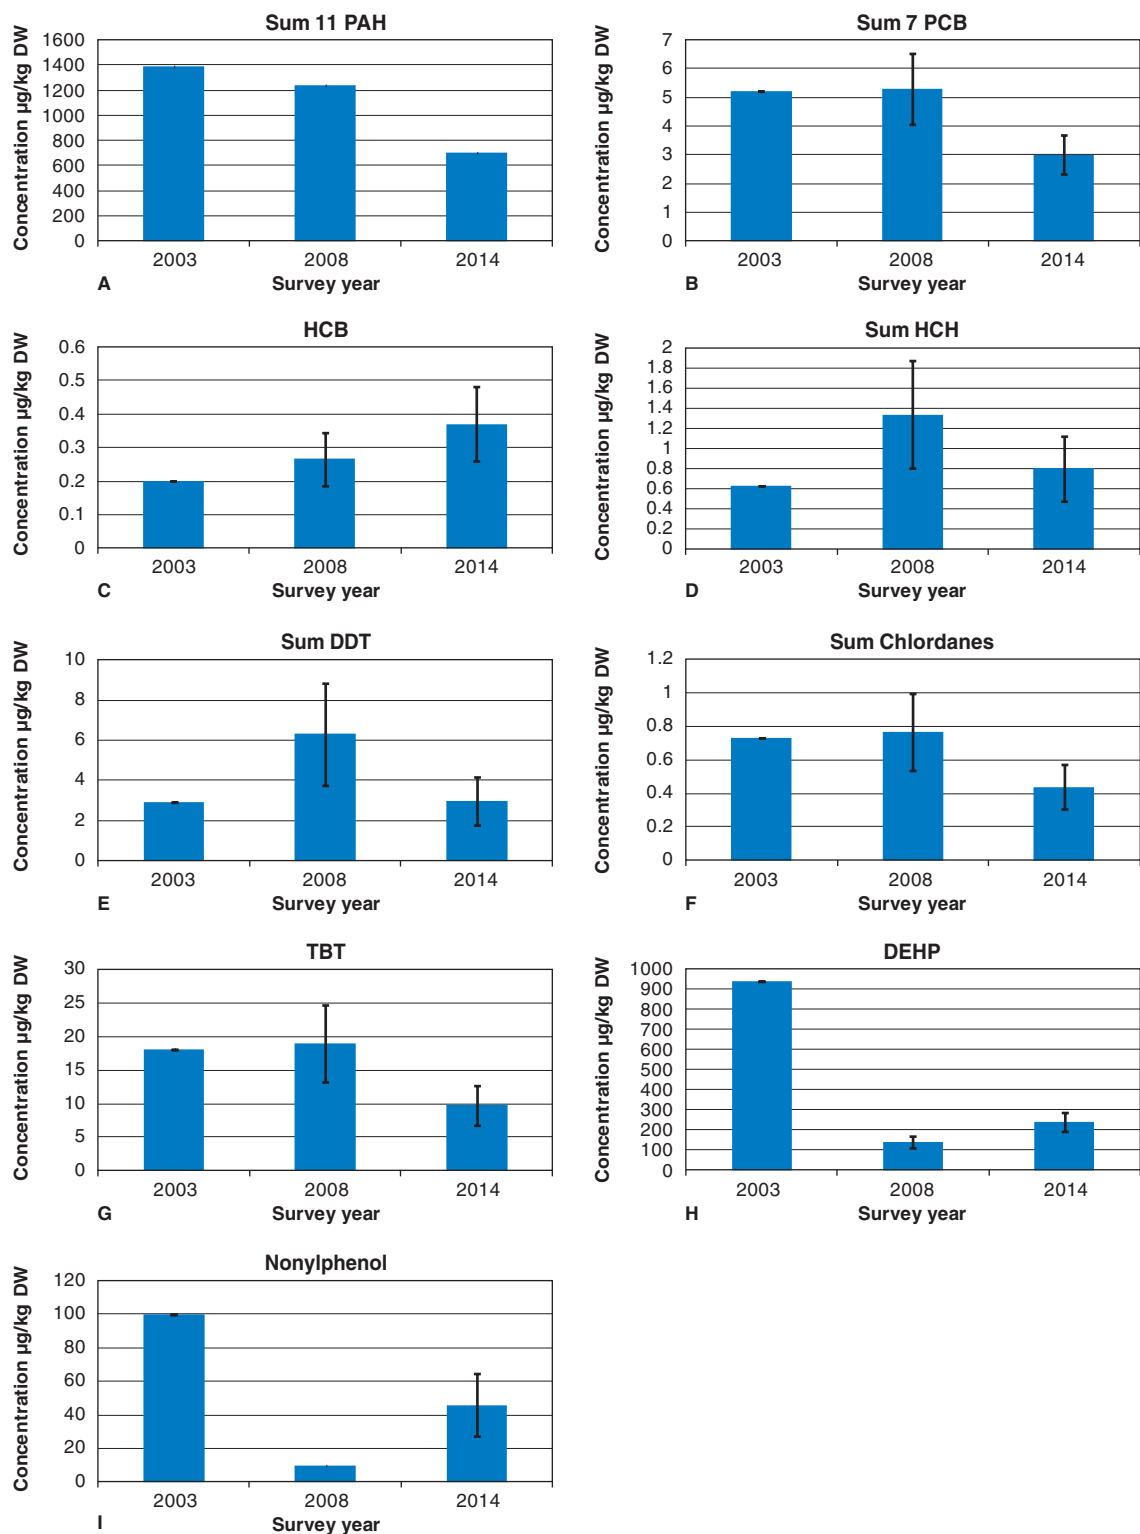 Sum 11 PAH
Concentration µg/kg DW
1600
1400
1200
1000
800
600
400
200
0
2003 2008 2014
A Survey year
Sum 7 PCB
Concentration µg/kg DW
7
6
5
4
3
2
1
0
2003 2008 2014
B Survey year
HCB
Concentration µg/kg DW
0.6
0.5
0.4
0.3
0.2
0.1
0
2003 2008 2014
C Survey year
Sum HCH
Concentration µg/kg DW
2
1.8
1.6
1.4
1.2
1
0.8
0.6
0.4
0.2
0
2003 2008 2014
D Survey year
Sum DDT
Concentration µg/kg DW
10
8
6
4
2
0
2003 2008 2014
E Survey year
Sum Chlordanes
Concentration µg/kg DW
1.2
1
0.8
0.6
0.4
0.2
0
2003 2008 2014
F Survey year
TBT
Concentration µg/kg DW
30
25
20
15
10
5
0
2003 2008 2014
G Survey year
DEHP
Concentration µg/kg DW
1000
900
800
700
600
500
400
300
200
100
0
2003 2008 2014
H Survey year
Nonylphenol
Concentration µg/kg DW
120
100
80
60
40
20
0
2003 2008 2014
I Survey year